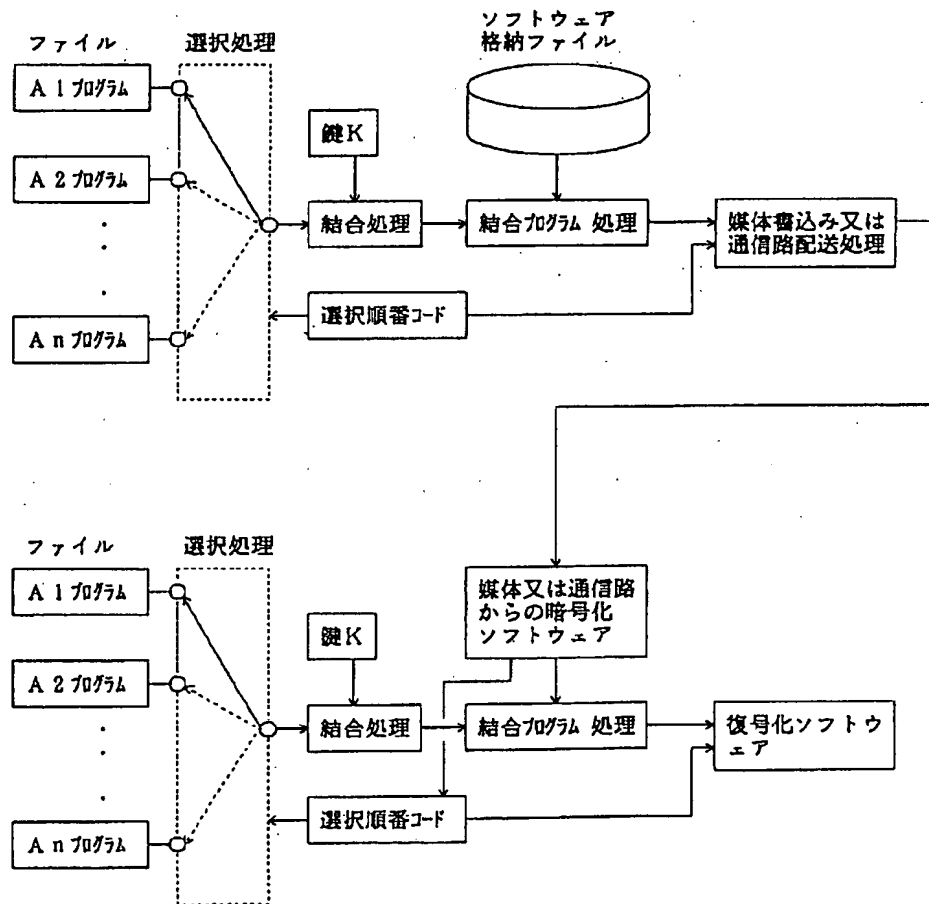 ソフトウェア
格納ファイル
ファイル
選択処理
A 1 プログラム
鍵K
A 2 プログラム
結合処理
結合プログラム 処理
媒体書込み又は
通信路配送処理
選択順番コード
A n プログラム
ファイル
選択処理
A 1 プログラム
媒体又は通信路
からの暗号化
ソフトウェア
鍵K
A 2 プログラム
結合処理
結合プログラム 処理
復号化ソフトウ
ェア
選択順番コード
A n プログラム